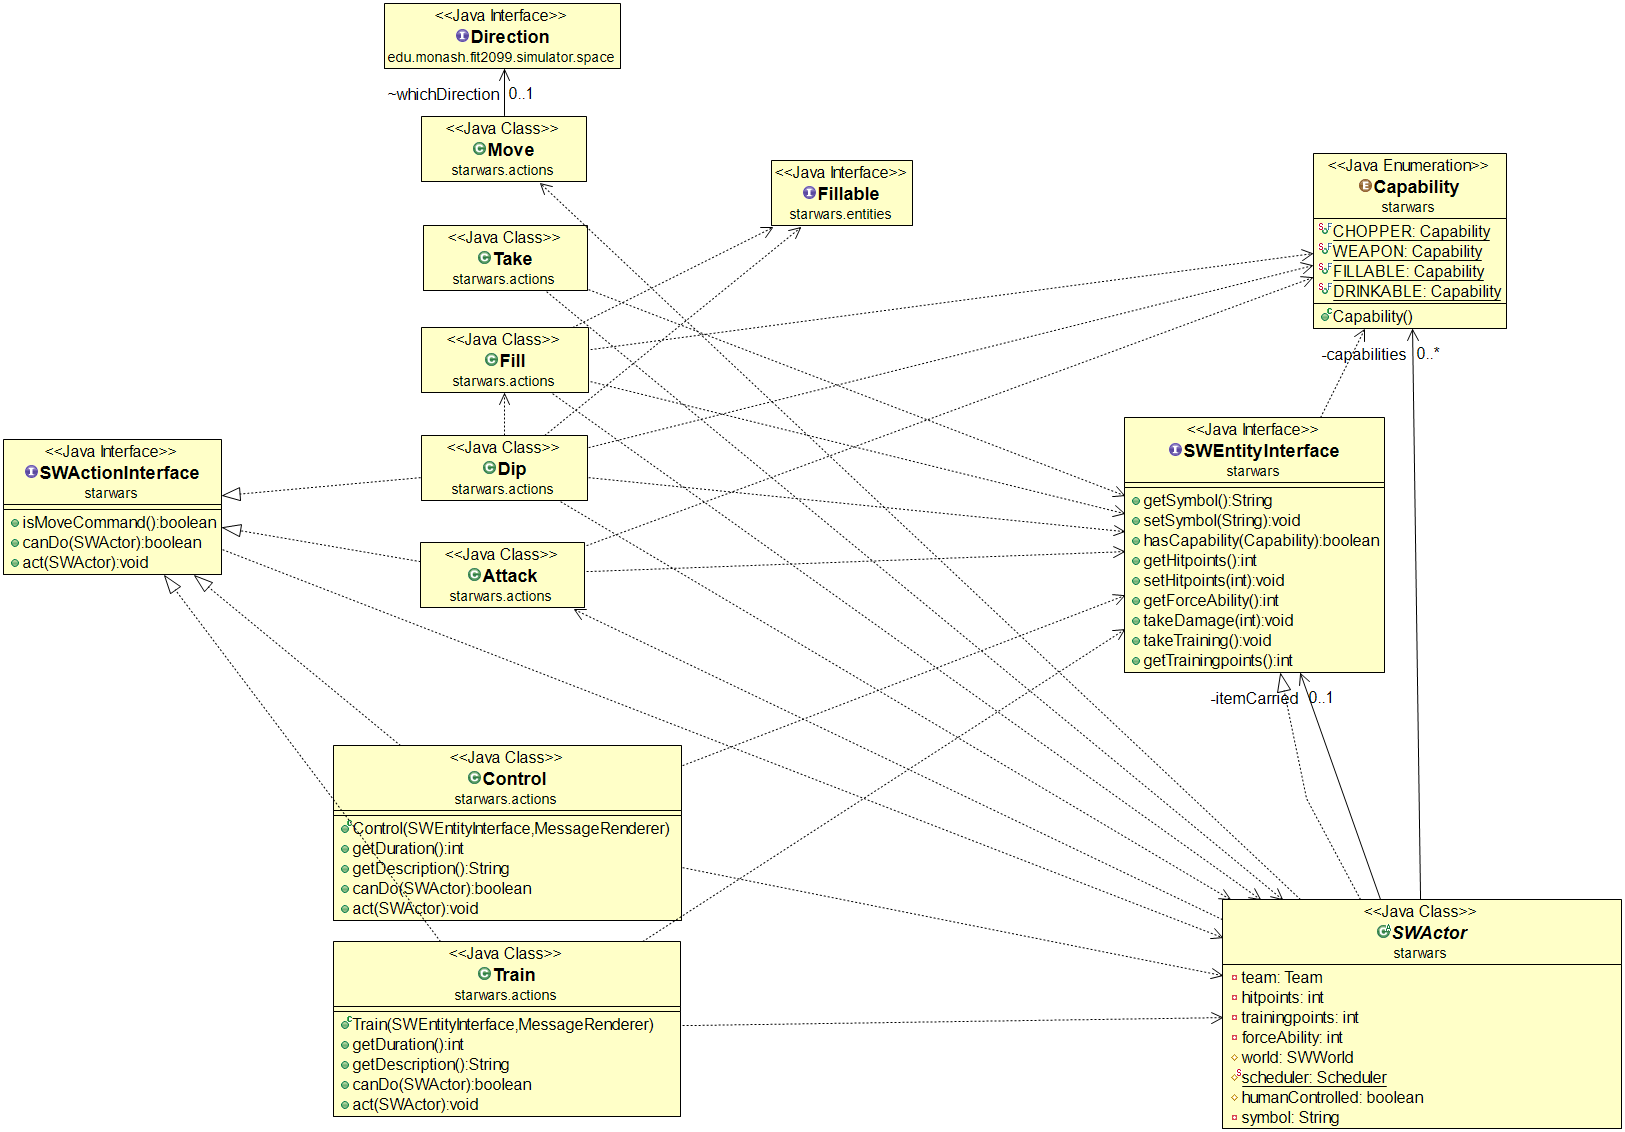 <<Java Interface>>
Direction
edu.monash.fit2099.simulator.space
~whichDirection 0..1
<<Java Class>>
Move
starwars.actions
<<Java Interface>>
Fillable
starwars.entities
<<Java Enumeration>>
Capability
starwars
CHOPPER: Capability
WEAPON: Capability
FILLABLE: Capability
DRINKABLE: Capability
Capability()
-capabilities 0..*
<<Java Class>>
Take
starwars.actions
<<Java Class>>
Fill
starwars.actions
<<Java Class>>
Dip
starwars.actions
<<Java Interface>>
SWActionInterface
starwars
isMoveCommand():boolean
canDo(SWActor):boolean
act(SWActor):void
<<Java Class>>
Attack
starwars.actions
<<Java Interface>>
SWEntityInterface
starwars
getSymbol():String
setSymbol(String):void
hasCapability(Capability):boolean
getHitpoints():int
setHitpoints(int):void
getForceAbility():int
takeDamage(int):void
takeTraining():void
getTrainingpoints():int
-itemCarried 0..1
<<Java Class>>
Control
starwars.actions
Control(SWEntityInterface,MessageRenderer)
getDuration():int
getDescription():String
canDo(SWActor):boolean
act(SWActor):void
<<Java Class>>
Train
starwars.actions
Train(SWEntityInterface,MessageRenderer)
getDuration():int
getDescription():String
canDo(SWActor):boolean
act(SWActor):void
<<Java Class>>
SWActor
starwars
team: Team
hitpoints: int
trainingpoints: int
forceAbility: int
world: SWWorld
scheduler: Scheduler
humanControlled: boolean
symbol: String